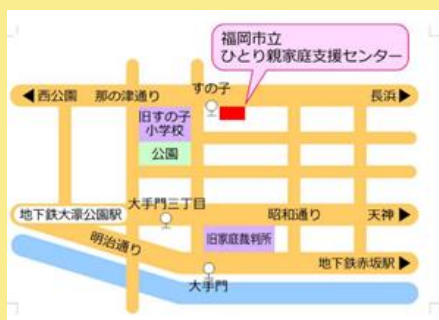 福岡市立
ひとり親家庭支援センター
すの子
◀西公園
那の津通り
長浜▶
旧すの子
小学校
公園
大手門三丁目
地下鉄大濠公園駅
昭和通り
天神▶
明治通り
旧家庭裁判所
地下鉄赤坂駅▶
大手門